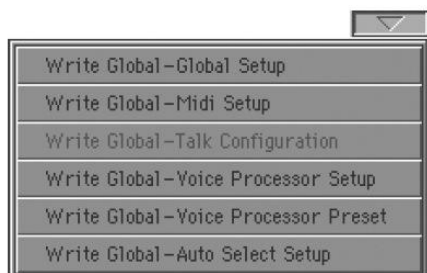 Write Global-Global Setup
Write Global-Midi Setup
Write Global-Talk Configuration
Write Global-Voice Processor Setup
Write Global-Voice Processor Preset
Write Global-Auto Select Setup